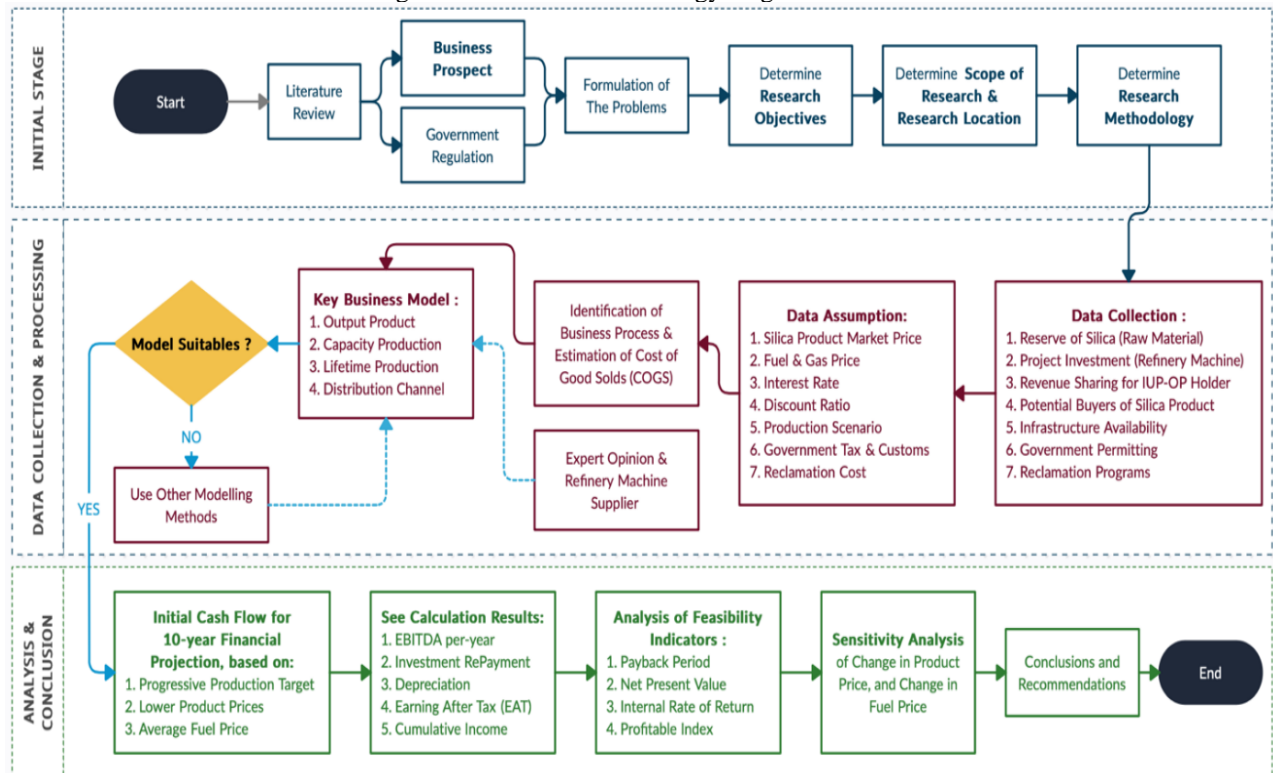 INITIAL STAGE
Start
Literature
Review
Business
Prospect
Government
Regulation
Formulation of
The Problems
Determine
Research
Objectives
Determine Scope of
Research &
Research Location
Determine
Research
Methodology
DATA COLLECTION & PROCESSING
Data Collection :
1. Reserve of Silica (Raw Material)
2. Project Investment (Refinery Machine)
3. Revenue Sharing for IUP-OP Holder
4. Potential Buyers of Silica Product
5. Infrastructure Availability
6. Government Permitting
7. Reclamation Programs
Data Assumption:
1. Silica Product Market Price
2. Fuel & Gas Price
3. Interest Rate
4. Discount Ratio
5. Production Scenario
6. Government Tax & Customs
7. Reclamation Cost
Identification of
Business Process &
Estimation of Cost of
Good Solds (COGS)
Expert Opinion &
Refinery Machine
Supplier
Key Business Model :
1. Output Product
2. Capacity Production
3. Lifetime Production
4. Distribution Channel
Model Suitables ?
NO
YES
Use Other Modelling
Methods
ANALYSIS &
CONCLUSION
Initial Cash Flow for
10-year Financial
Projection, based on:
1. Progressive Production Target
2. Lower Product Prices
3. Average Fuel Price
See Calculation Results:
1. EBITDA per-year
2. Investment RePayment
3. Depreciation
4. Earning After Tax (EAT)
5. Cumulative Income
Analysis of Feasibility
Indicators :
1. Payback Period
2. Net Present Value
3. Internal Rate of Return
4. Profitable Index
Sensitivity Analysis
of Change in Product
Price, and Change in
Fuel Price
Conclusions and
Recommendations
End